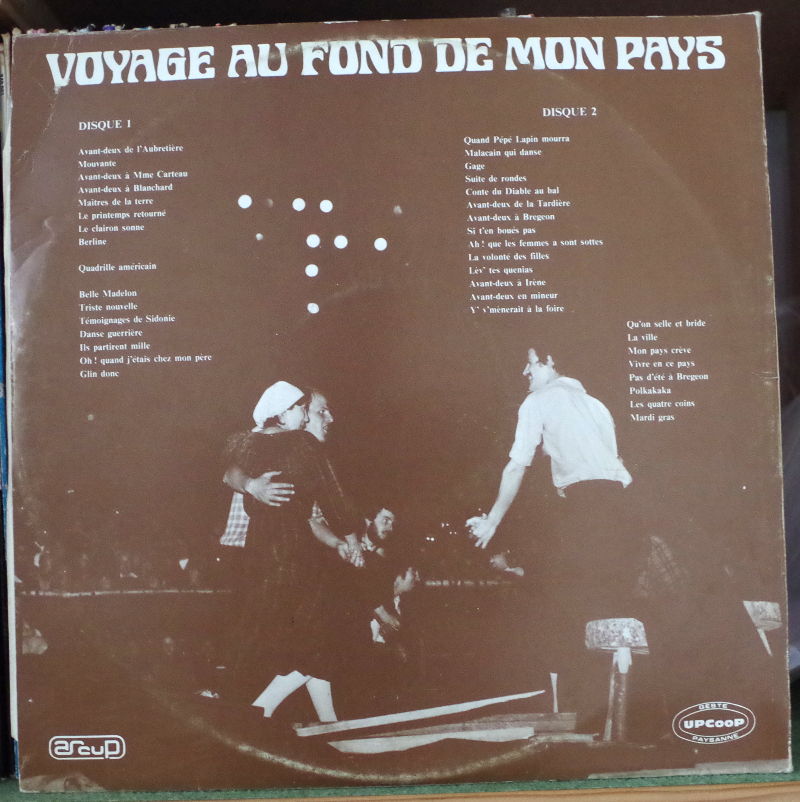 VOYAGE AU FOND DE MON PAYS
DISQUE 1
Avant-deux de l'Aubretière
Mouvante
Avant-deux à Mme Carteau
Avant-deux à Blanchard
Maîtres de la terre
Le printemps retourné
Le clairon sonne
Berline
Quadrille américain
Belle Madelon
Triste nouvelle
Témoignages de Sidonie
Danse guerrière
Ils partirent mille
Oh ! quand j'étais chez mon père
Glin donc
DISQUE 2
Quand Pépé Lapin mourra
Malacain qui danse
Gage
Suite de rondes
Conte du Diable au bal
Avant-deux de la Tardière
Avant-deux à Bregeon
Si t'en boués pas
Ah ! que les femmes a sont sottes
La volonté des filles
Lév' tes quenias
Avant-deux à Irène
Avant-deux en mineur
Y' s'mènerait à la foire
Qu'on selle et bride
La ville
Mon pays crève
Vivre en ce pays
Pas d'été à Bregeon
Polkakaka
Les quatre coins
Mardi gras
arcup
GESTE
UPCOOP
PAYSANNE